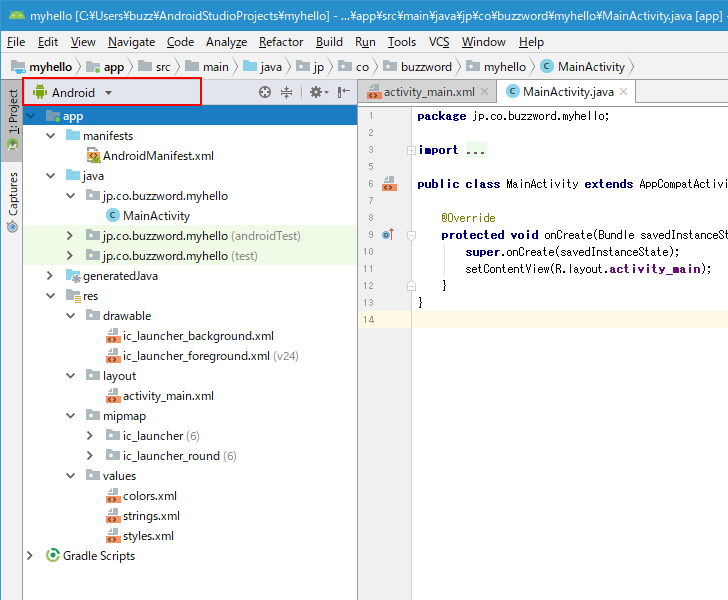 myhello [C:¥Users¥buzz¥AndroidStudioProjects¥myhello] - ...¥app¥src¥main¥java¥jp¥co¥buzzword¥myhello¥MainActivity.java [app]
File Edit View Navigate Code Analyze Refactor Build Run Tools VCS Window Help
myhello app src main java jp co buzzword myhello MainActivity
1: Project
Captures
Android
activity_main.xml MainActivity.java
app
manifests
AndroidManifest.xml
java
jp.co.buzzword.myhello
MainActivity
jp.co.buzzword.myhello (androidTest)
jp.co.buzzword.myhello (test)
generatedJava
res
drawable
ic_launcher_background.xml
ic_launcher_foreground.xml (v24)
layout
activity_main.xml
mipmap
ic_launcher (6)
ic_launcher_round (6)
values
colors.xml
strings.xml
styles.xml
Gradle Scripts
1 package jp.co.buzzword.myhello;
2
3 import ...
5
6 public class MainActivity extends AppCompatActivi
7
8 @Override
9 protected void onCreate(Bundle savedInstanceSt
10 super.onCreate(savedInstanceState);
11 setContentView(R.layout.activity_main);
12 }
13 }
14